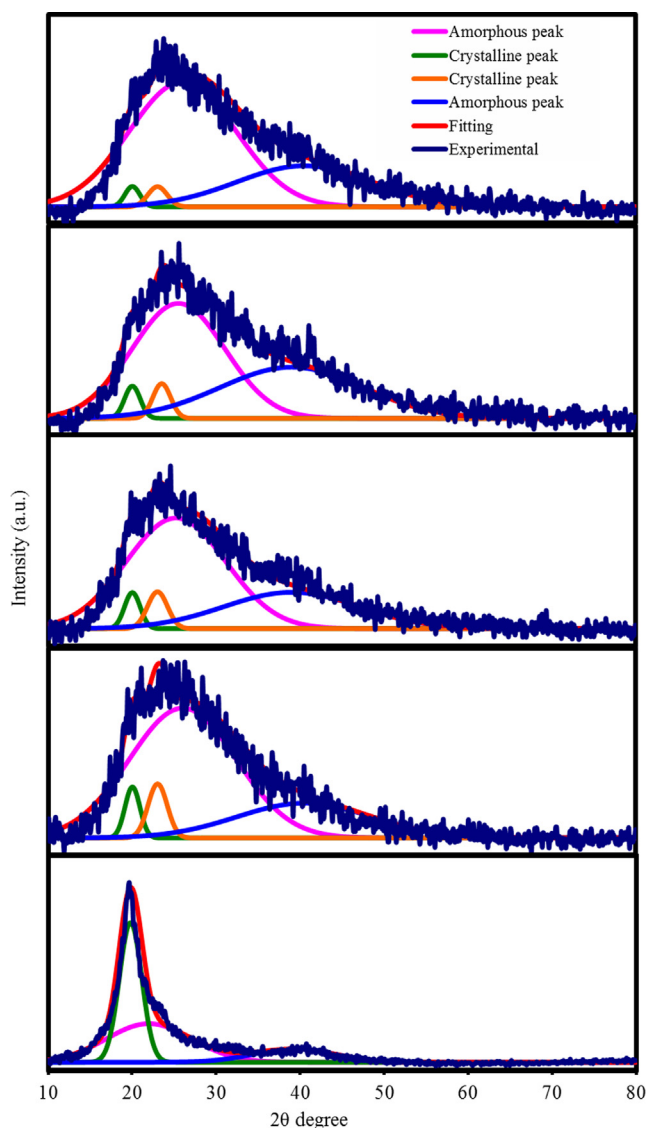 Amorphous peak
Crystalline peak
Crystalline peak
Amorphous peak
Fitting
Experimental
Intensity (a.u.)
10 20 30 40 50 60 70 80
2θ degree